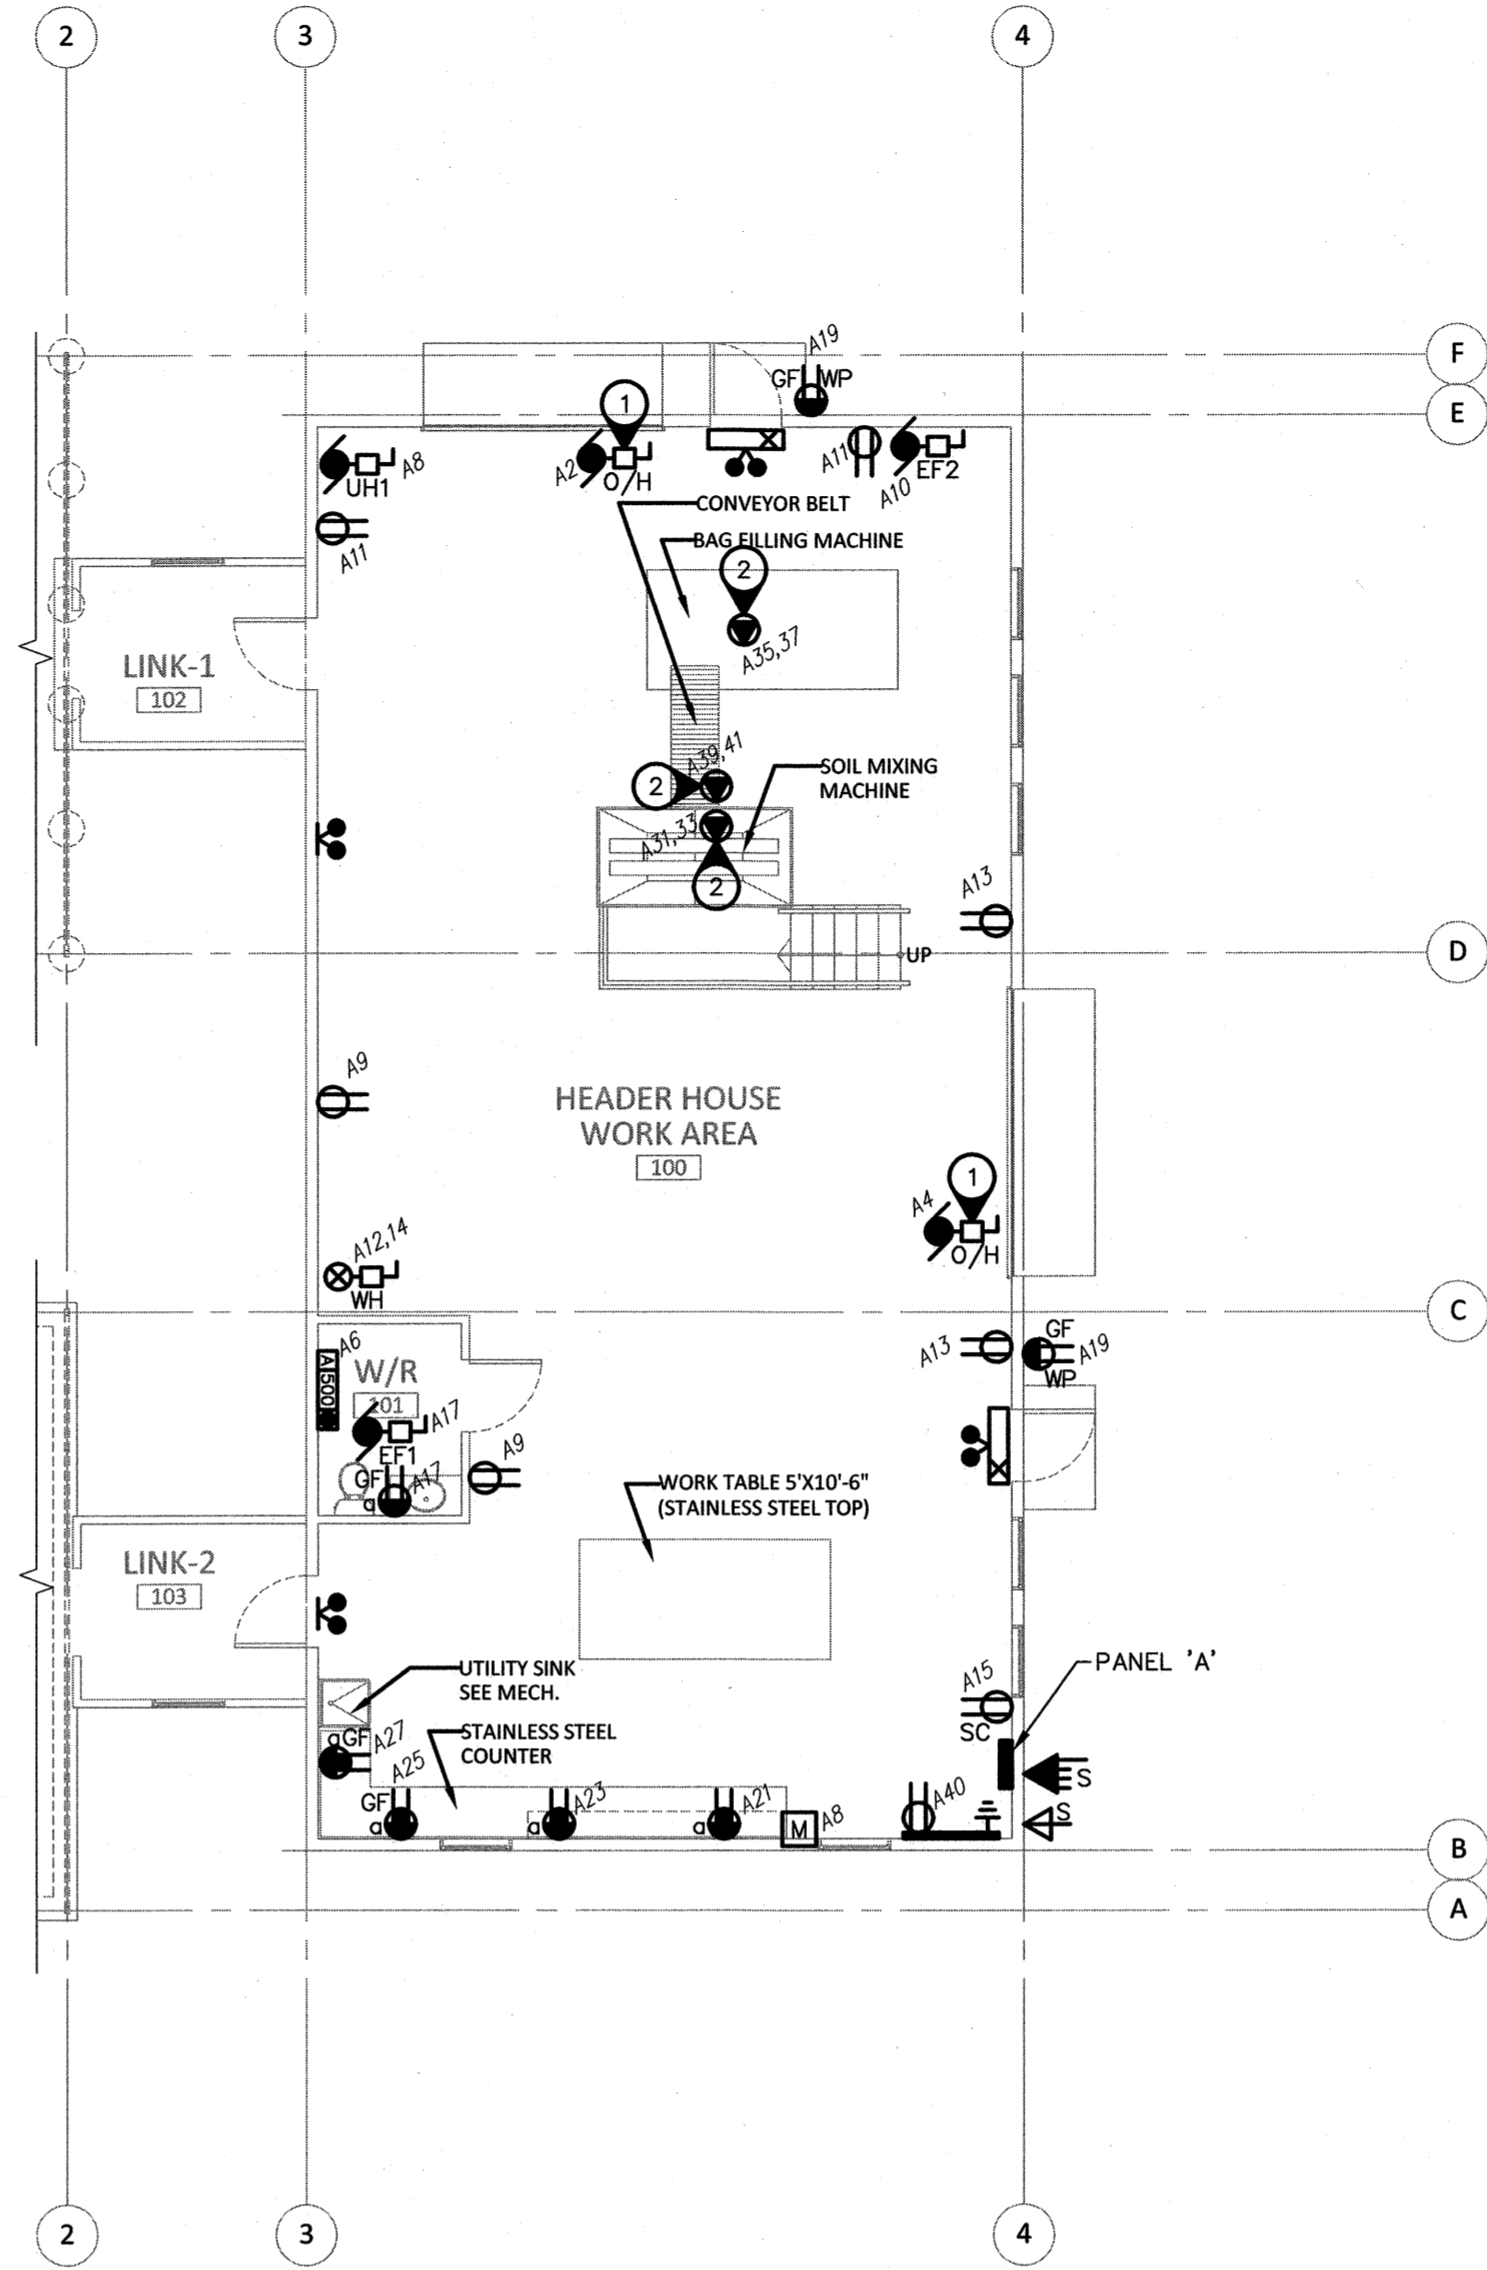 2
3
4
F
E
A19
GF
WP
1
A8
UH1
A2
O/H
A11
A10
EF2
CONVEYOR BELT
A11
BAG FILLING MACHINE
2
A35,37
LINK-1
102
A39,41
2
SOIL MIXING
MACHINE
A31,33
2
A13
UP
D
A9
HEADER HOUSE
WORK AREA
100
1
A4
O/H
A12,14
WH
C
A6
A500
W/R
101
A17
EF1
GF
A17
a
A9
A13
GF
A19
WP
WORK TABLE 5'X10'-6"
(STAINLESS STEEL TOP)
LINK-2
103
UTILITY SINK
SEE MECH.
A15
SC
PANEL 'A'
aGF
A27
STAINLESS STEEL
COUNTER
A25
GF
a
A23
a
A21
a
M
A8
A40
S
S
B
A
2
3
4